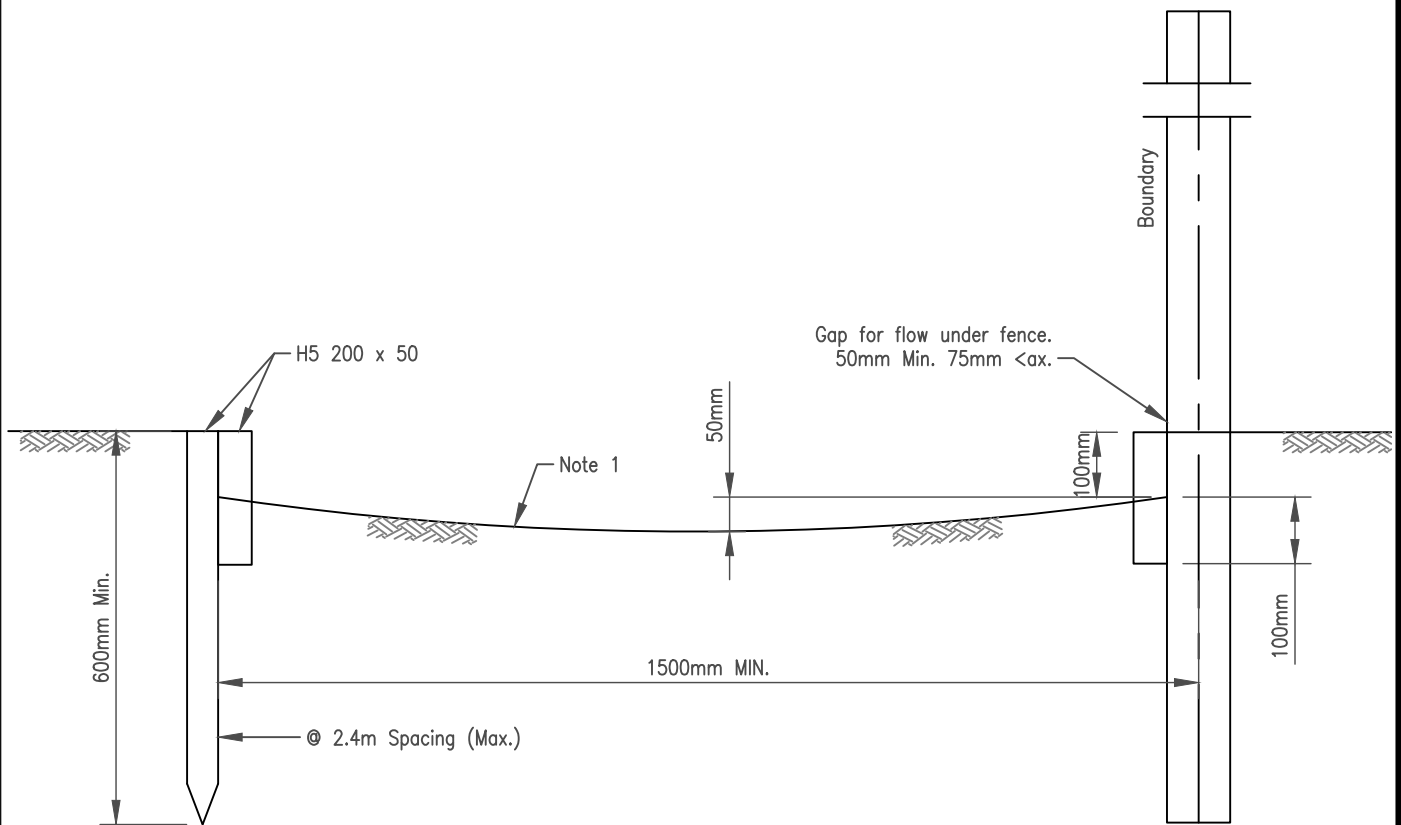 Boundary
Gap for flow under fence.
50mm Min. 75mm <ax.
H5 200 x 50
50mm
100mm
Note 1
600mm Min.
100mm
1500mm MIN.
@ 2.4m Spacing (Max.)